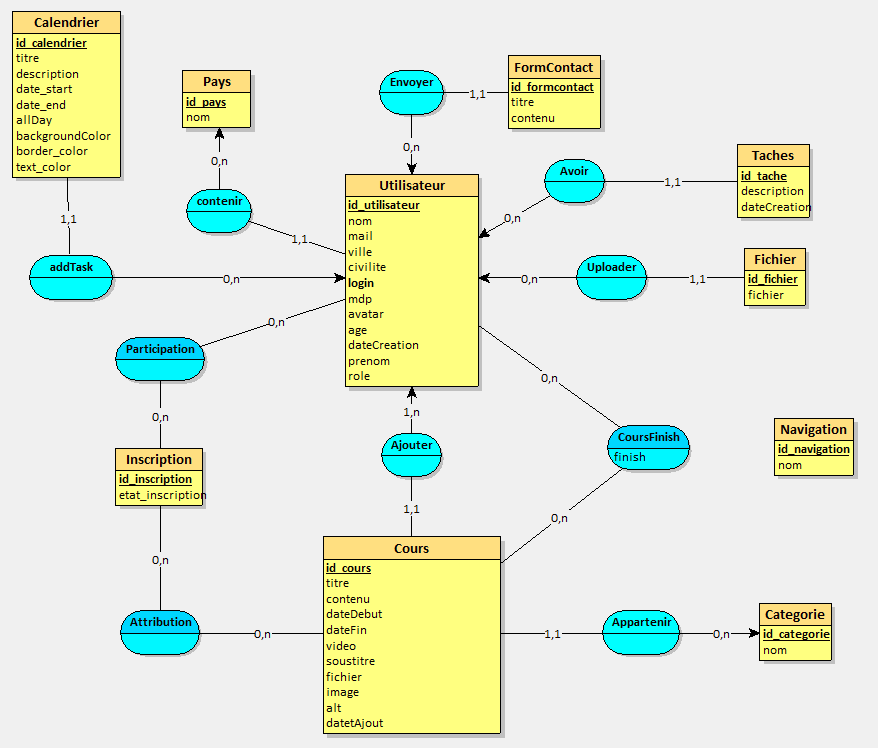 Calendrier
id_calendrier
titre
description
date_start
date_end
allDay
backgroundColor
border_color
text_color
Pays
id_pays
nom
Envoyer
1,1
FormContact
id_formcontact
titre
contenu
0,n
0,n
contenir
1,1
Avoir
1,1
0,n
Taches
id_tache
description
dateCreation
Utilisateur
id_utilisateur
nom
mail
ville
civilite
login
mdp
avatar
age
dateCreation
prenom
role
1,1
addTask
0,n
0,n
Uploader
1,1
Fichier
id_fichier
fichier
0,n
Participation
0,n
0,n
CoursFinish
finish
0,n
Navigation
id_navigation
nom
1,n
Ajouter
1,1
Inscription
id_inscription
etat_inscription
0,n
Attribution
0,n
Cours
id_cours
titre
contenu
dateDebut
dateFin
video
soustitre
fichier
image
alt
datetAjout
1,1
Appartenir
0,n
Categorie
id_categorie
nom